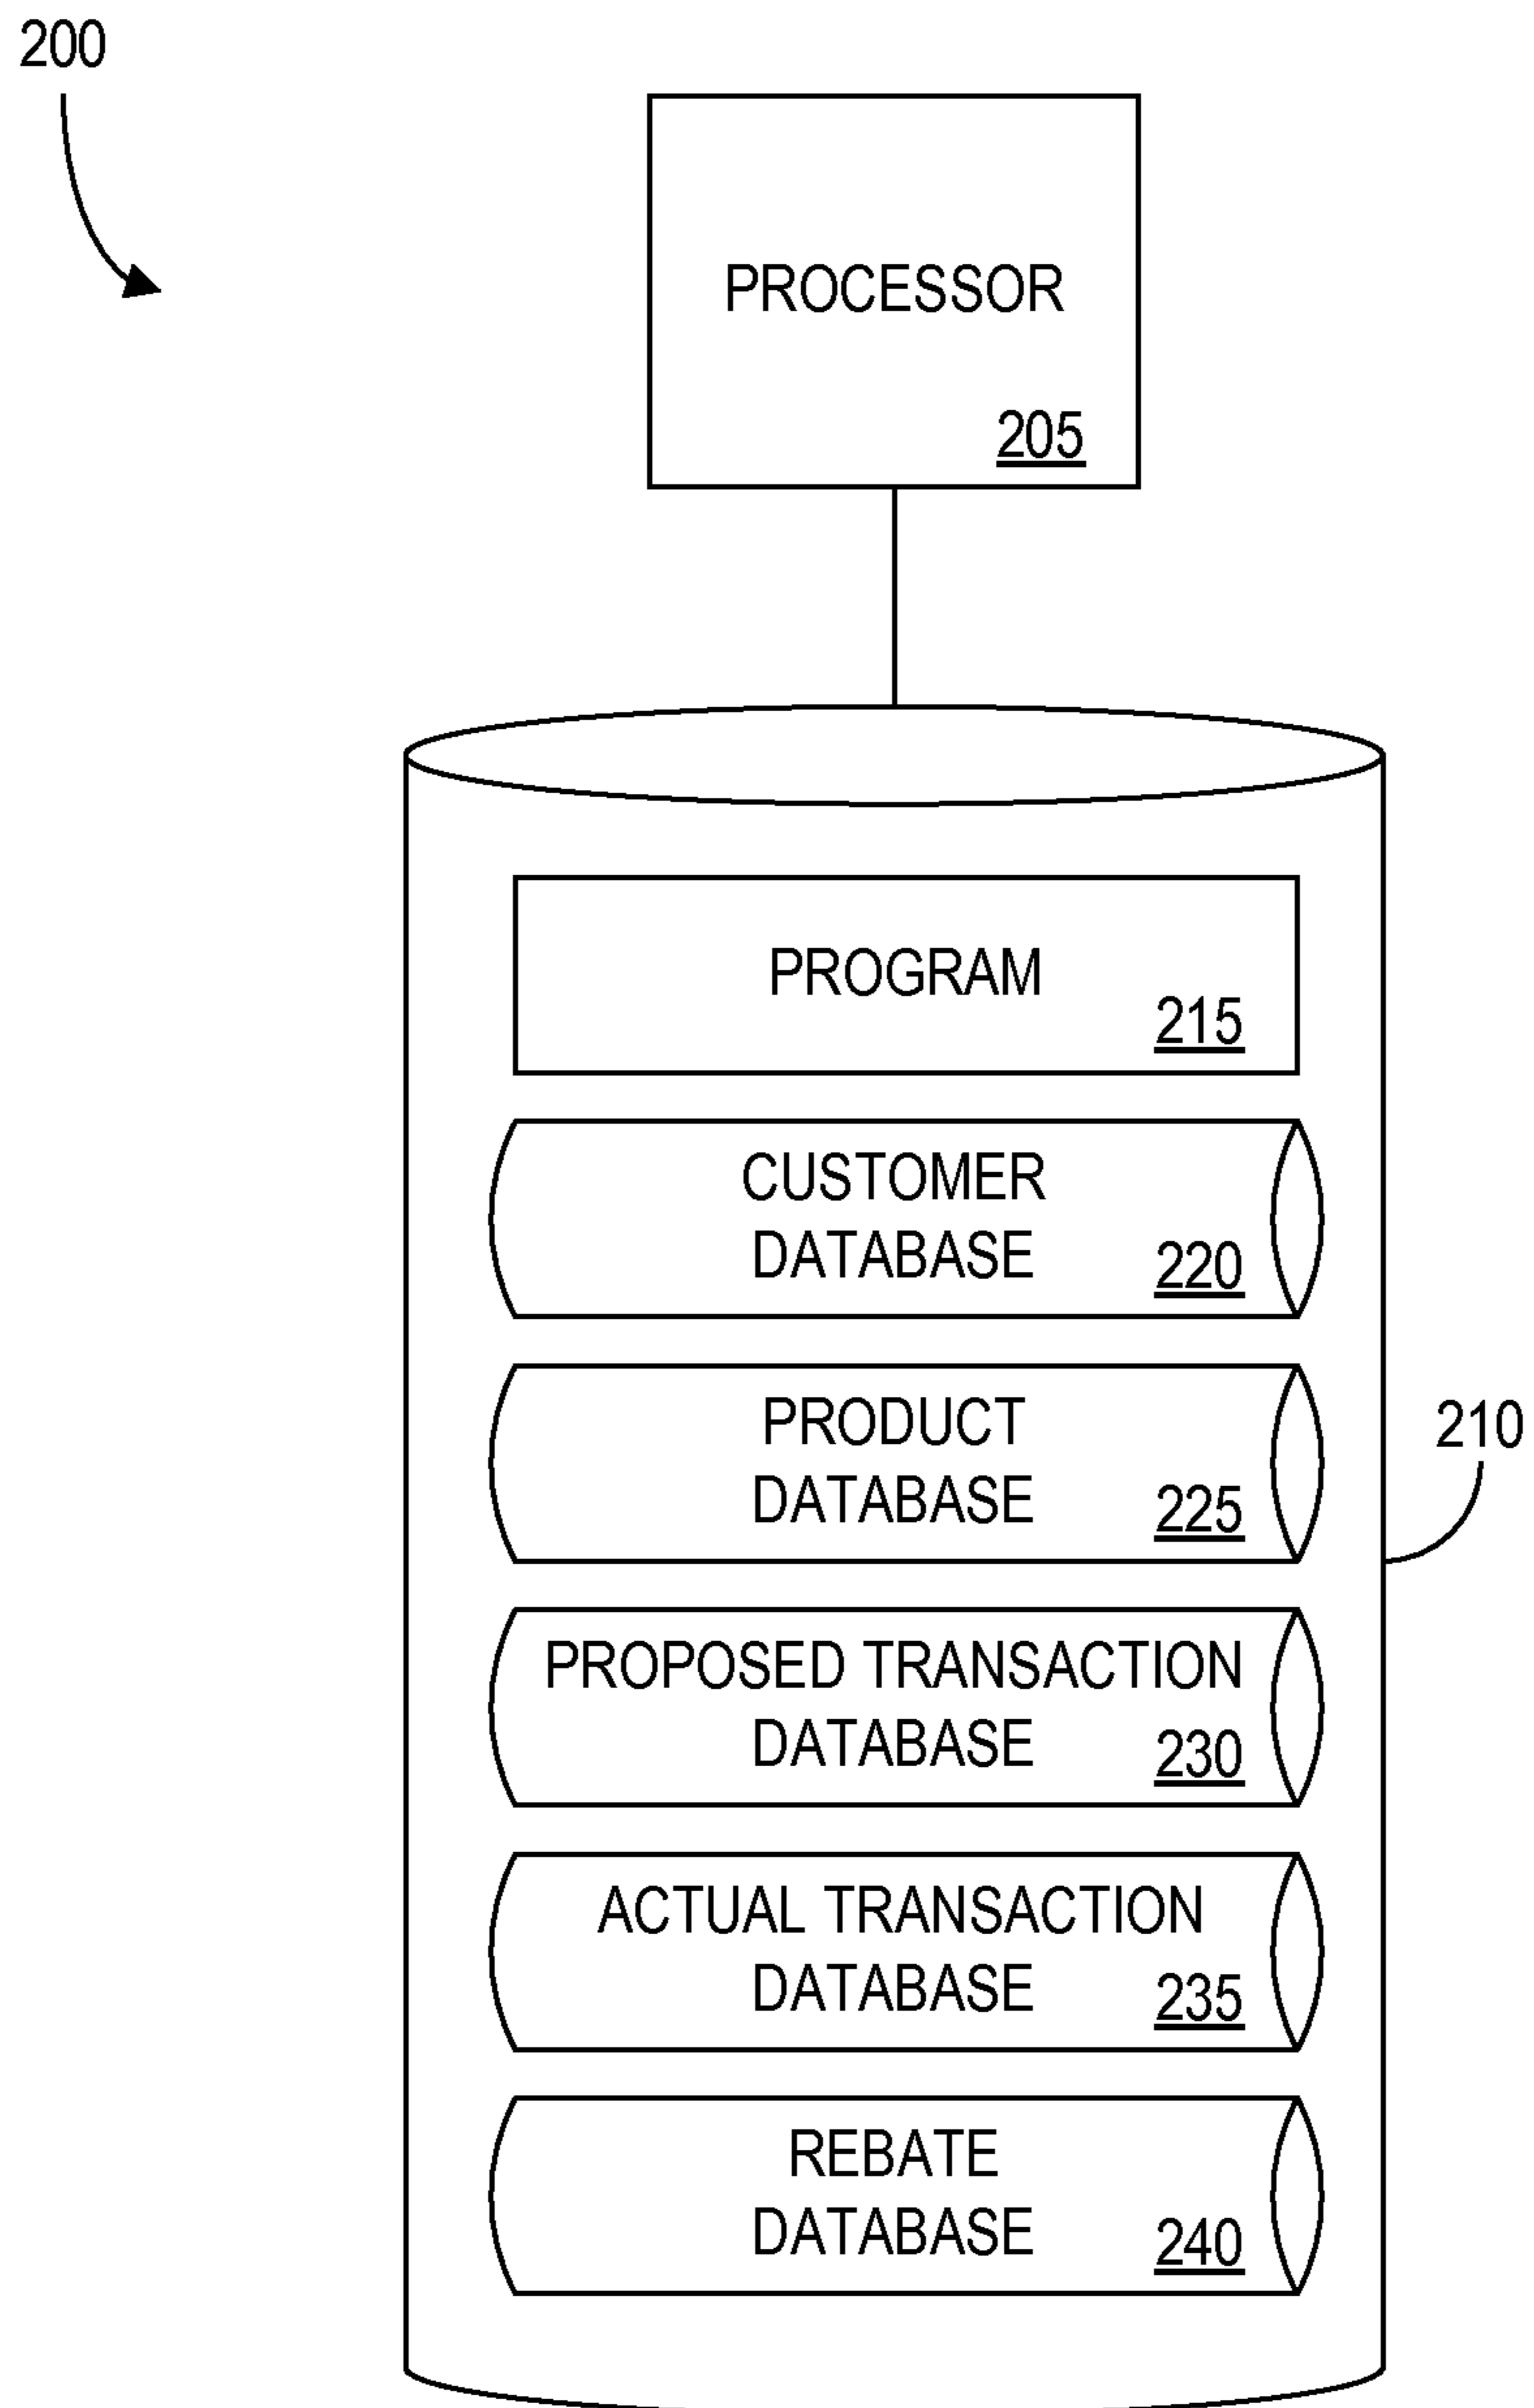 200
PROCESSOR
205
PROGRAM
215
CUSTOMER
DATABASE
220
PRODUCT
DATABASE
225
210
PROPOSED TRANSACTION
DATABASE
230
ACTUAL TRANSACTION
DATABASE
235
REBATE
DATABASE
240